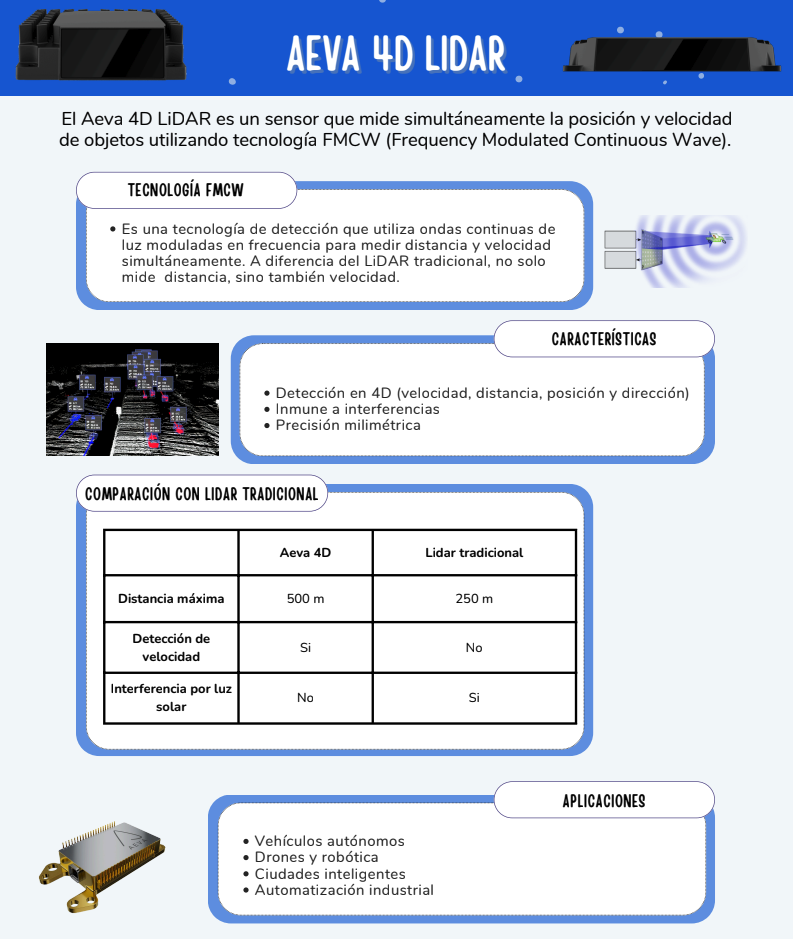 AEVA 4D LIDAR
El Aeva 4D LiDAR es un sensor que mide simultáneamente la posición y velocidad
de objetos utilizando tecnología FMCW (Frequency Modulated Continuous Wave).
TECNOLOGÍA FMCW
• Es una tecnología de detección que utiliza ondas continuas de
luz moduladas en frecuencia para medir distancia y velocidad
simultáneamente. A diferencia del LiDAR tradicional, no solo
mide distancia, sino también velocidad.
CARACTERÍSTICAS
• Detección en 4D (velocidad, distancia, posición y dirección)
• Inmune a interferencias
• Precisión milimétrica
COMPARACIÓN CON LIDAR TRADICIONAL
Aeva 4D Lidar tradicional
Distancia máxima 500 m 250 m
Detección de
velocidad Si No
Interferencia por luz
solar No Si
APLICACIONES
• Vehículos autónomos
• Drones y robótica
• Ciudades inteligentes
• Automatización industrial